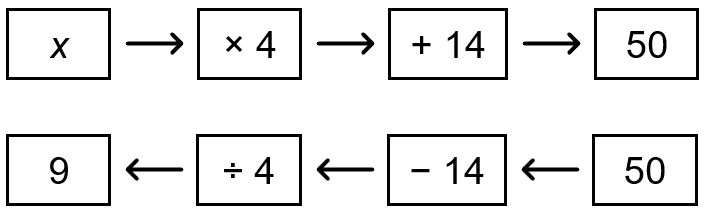 x → × 4 → + 14 → 50
9 ← ÷ 4 ← − 14 ← 50